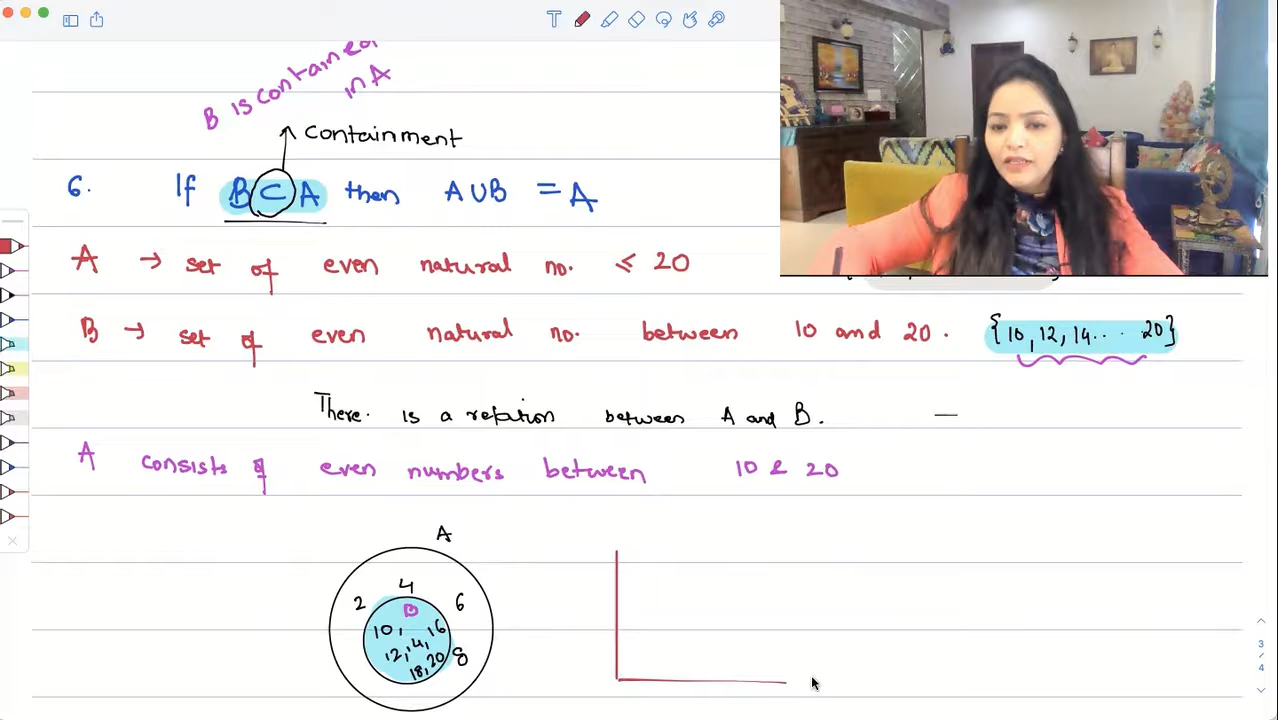 B is contained
in A
Containment
6. If B ⊂ A then A ∪ B = A
A → set of even natural no. ≤ 20
B → set of even natural no. between 10 and 20. {10, 12, 14.. . 20}
There. is a relation between A and B. —
A consists of even numbers between 10 & 20
A
4
2 B 6
10, 16
12, 14, 8
18, 20
3
/
4